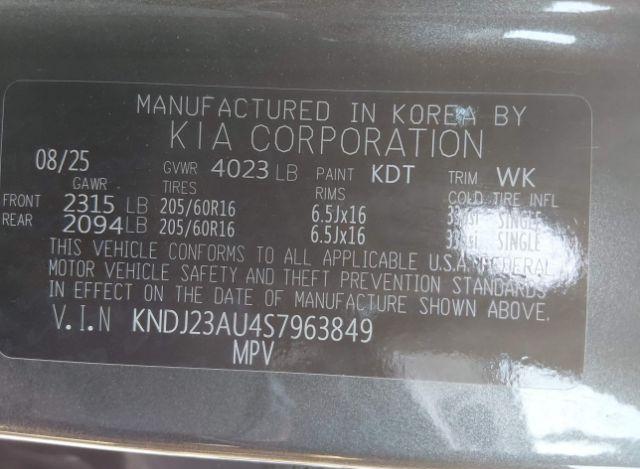 MANUFACTURED IN KOREA BY
KIA CORPORATION
08/25 GVWR 4023 LB PAINT KDT TRIM WK
GAWR TIRES RIMS COLD TIRE INFL
FRONT 2315 LB 205/60R16 6.5Jx16 SINGLE
REAR 2094 LB 205/60R16 6.5Jx16 SINGLE
THIS VEHICLE CONFORMS TO ALL APPLICABLE U.S.A. FEDERAL
MOTOR VEHICLE SAFETY AND THEFT PREVENTION STANDARDS
IN EFFECT ON THE DATE OF MANUFACTURE SHOWN ABOVE.
V.I.N KNDJ23AU4S7963849
MPV